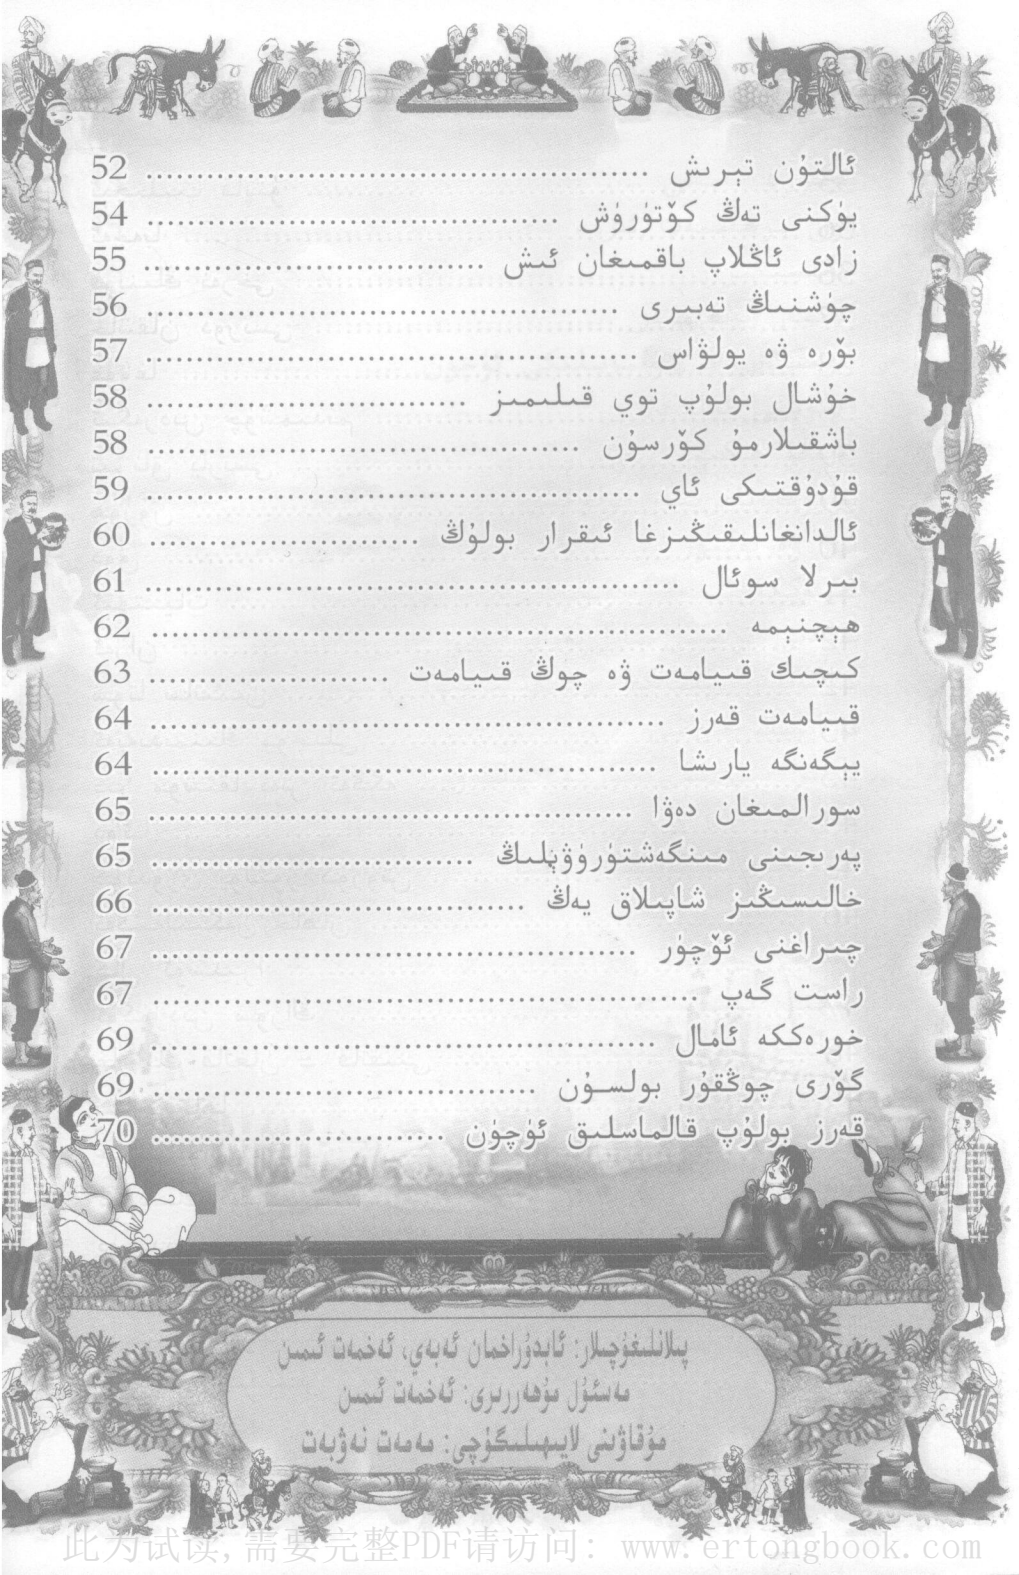 ئالتۇن تېرىش ........ 52
يۈكنى تەڭ كۆتۈرۈش ........ 54
زادى ئاڭلاپ باقمىغان ئىش ........ 55
چۈشنىڭ تەبىرى ........ 56
بۆرە ۋە يولۋاس ........ 57
خۇشال بولۇپ توي قىلىمىز ........ 58
باشقىلارمۇ كۆرسۇن ........ 58
قۇدۇقتىكى ئاي ........ 59
ئالدانغانلىقىڭىزغا ئىقرار بولۇڭ ........ 60
بىرلا سوئال ........ 61
ھېچنېمە ........ 62
كىچىك قىيامەت ۋە چوڭ قىيامەت ........ 63
قىيامەت قەرز ........ 64
يېگەنگە يارىشا ........ 64
سورالمىغان دەۋا ........ 65
پەرىجىنى مىنگەشتۈرۈۋېلىڭ ........ 65
خالىسىڭىز شاپىلاق يەڭ ........ 66
چىراغنى ئۆچۈر ........ 67
راست گەپ ........ 67
خورەككە ئامال ........ 69
گۆرى چوڭقۇر بولسۇن ........ 69
قەرز بولۇپ قالماسلىق ئۈچۈن ........ 70
پىلانلىغۇچىلار: ئابدۇراخمان ئەبەي، ئەخمەت ئىمىن
مەسئۇل مۇھەررىرى: ئەخمەت ئىمىن
مۇقاۋىنى لايىھىلىگۈچى: مەمەت نەۋبەت
此为试读,需要完整PDF请访问: www.ertongbook.com